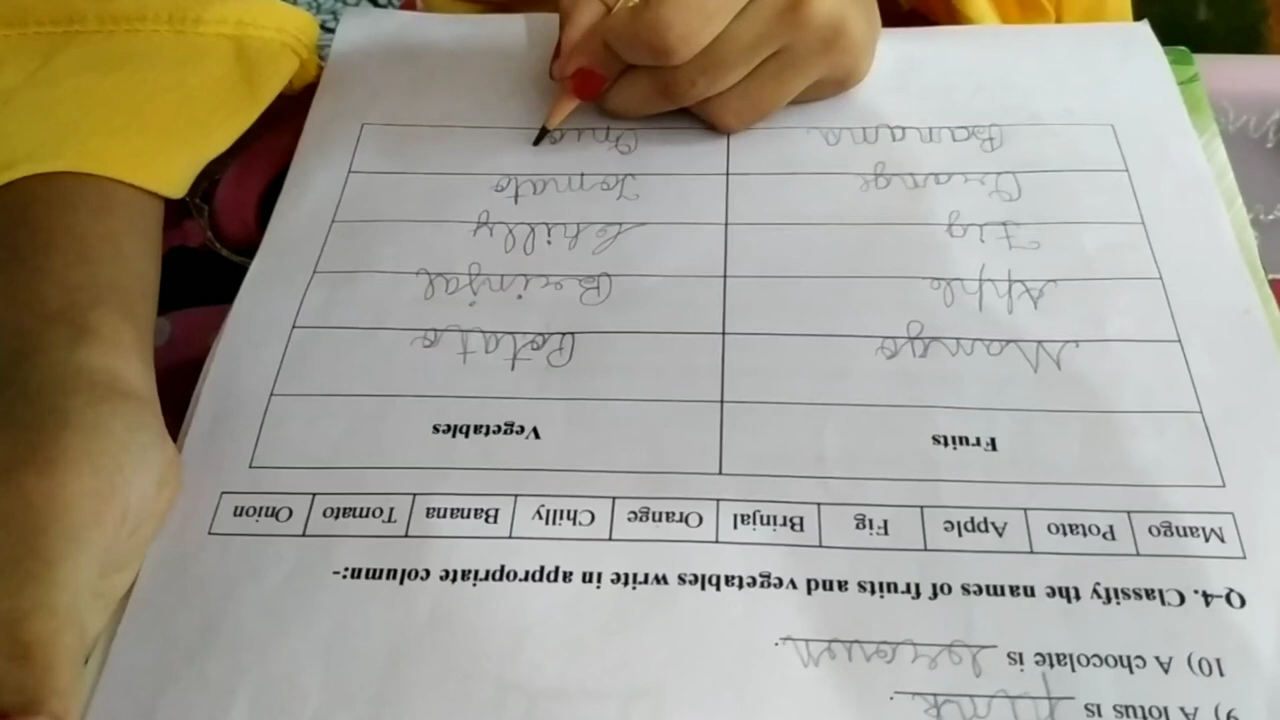 9) A lotus is pink.
10) A chocolate is brown.
Q-4. Classify the names of fruits and vegetables write in appropriate column:-
Mango Potato Apple Fig Brinjal Orange Chilly Banana Tomato Onion
Fruits Vegetables
Mango Potato
Apple Brinjal
Fig Chilly
Orange Tomato
Banana Onio